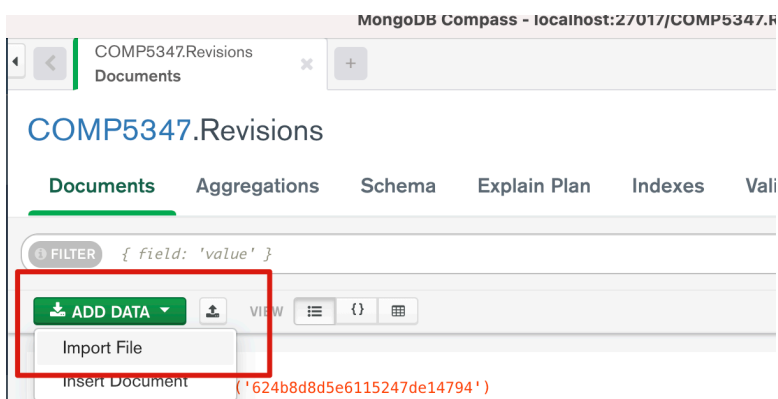 MongoDB Compass - localhost:27017/COMP5347.R
COMP5347.Revisions
Documents
COMP5347.Revisions
Documents Aggregations Schema Explain Plan Indexes Vali
FILTER { field: 'value' }
ADD DATA VIEW {}
Import File
Insert Document
('624b8d8d5e6115247de14794')